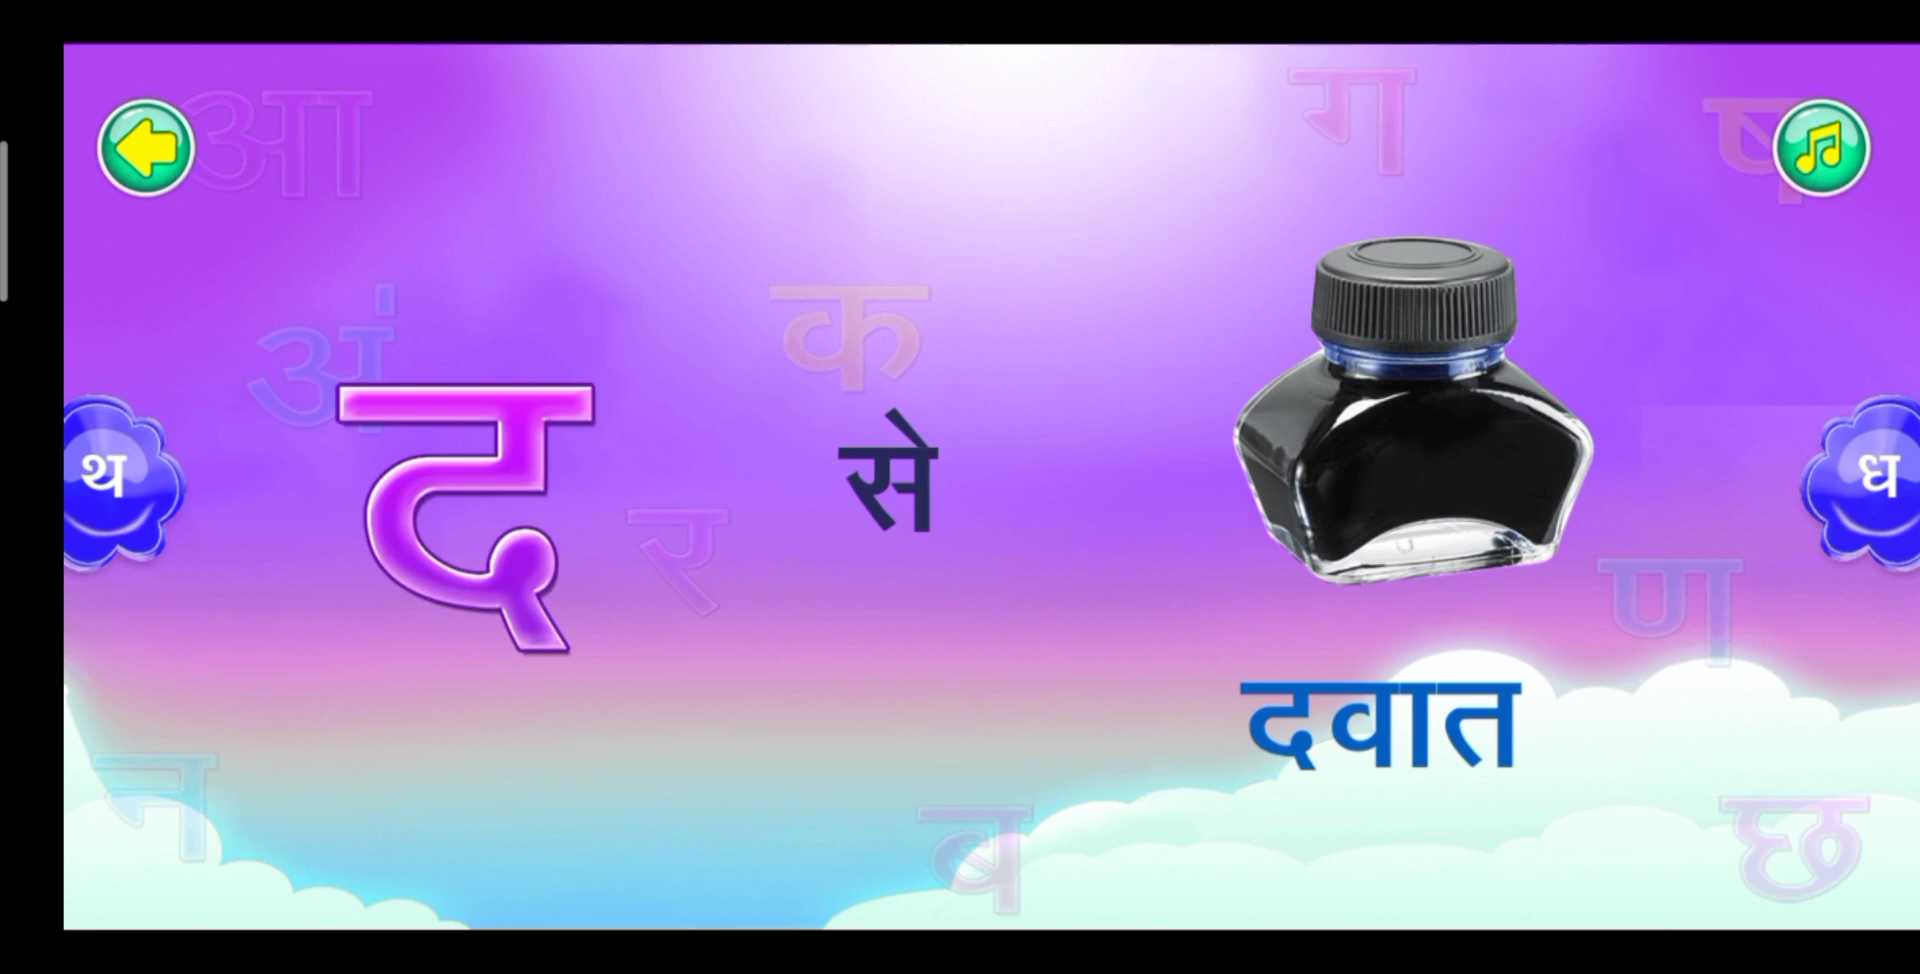 आ
ग
ष
अं
क
थ
द
से
ध
र
ण
दवात
न
ब
छ